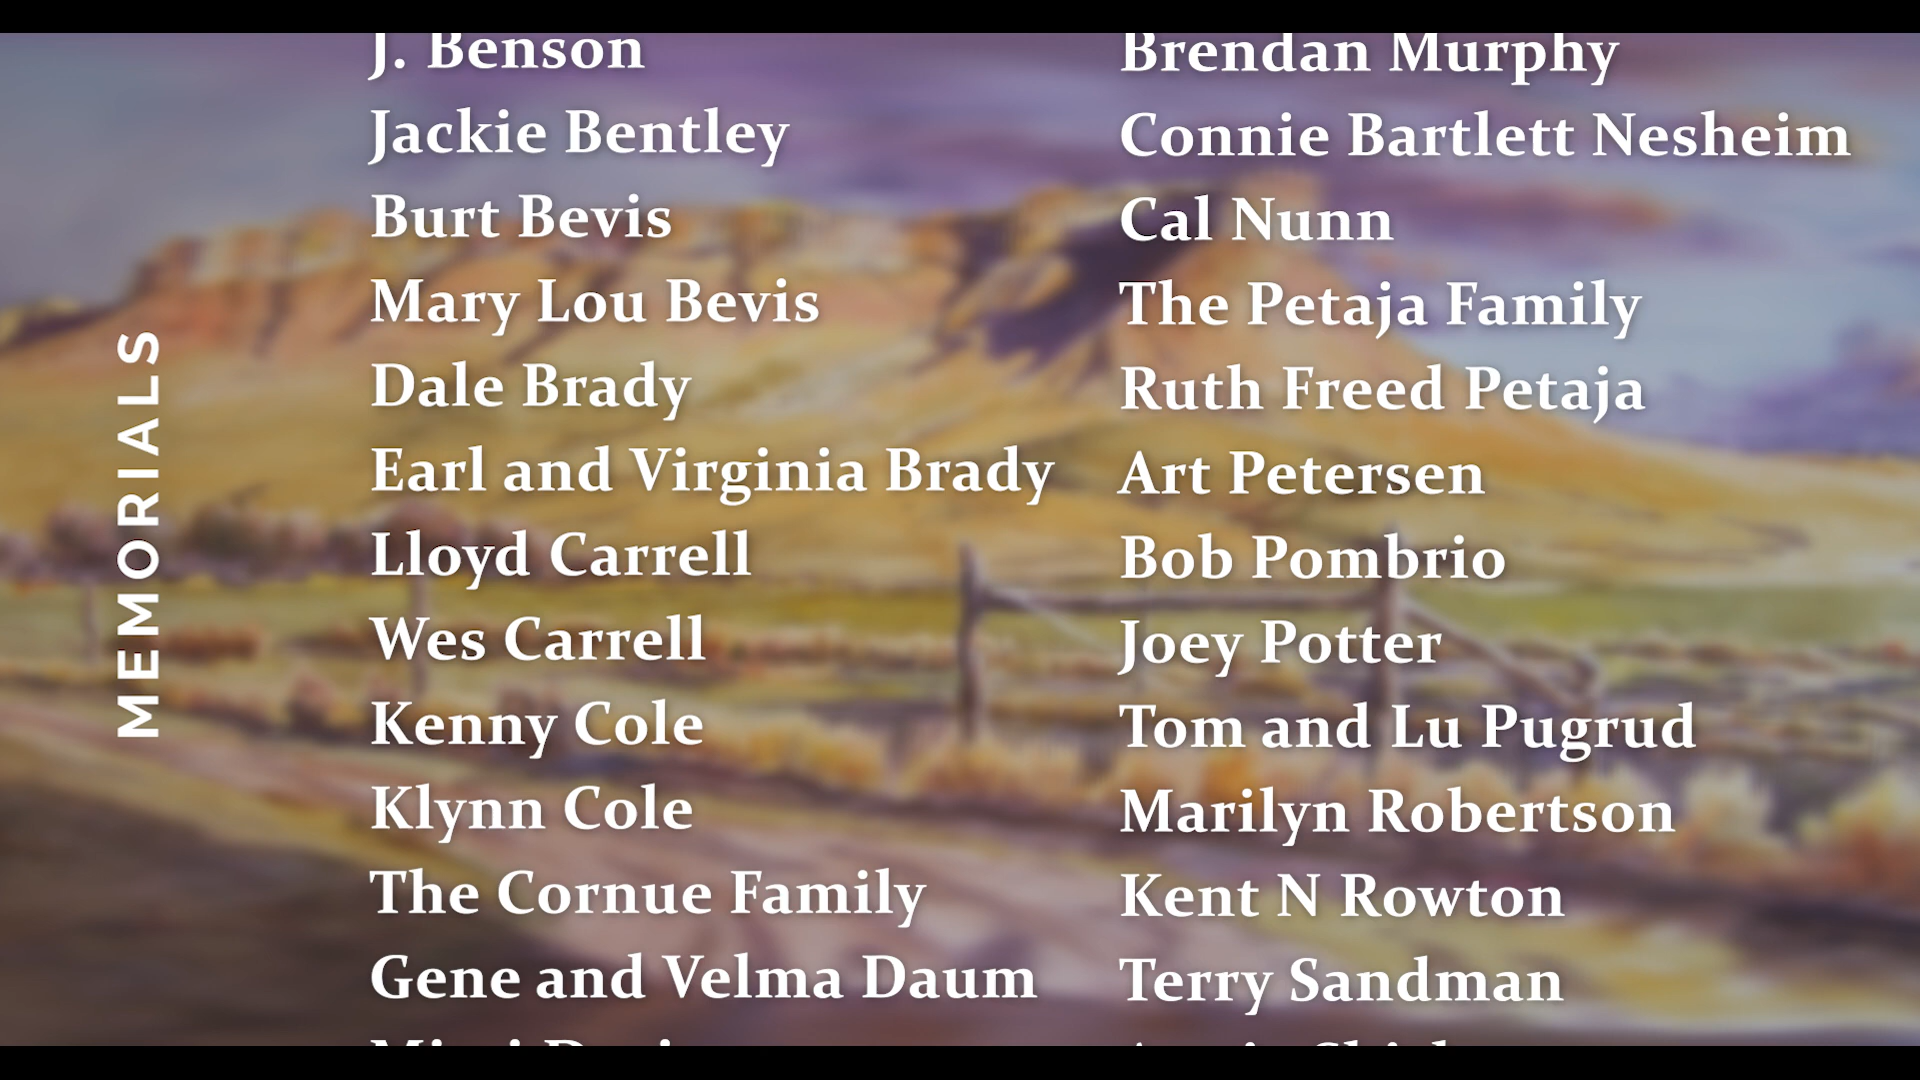 MEMORIALS
J. Benson
Jackie Bentley
Burt Bevis
Mary Lou Bevis
Dale Brady
Earl and Virginia Brady
Lloyd Carrell
Wes Carrell
Kenny Cole
Klynn Cole
The Cornue Family
Gene and Velma Daum
Brendan Murphy
Connie Bartlett Nesheim
Cal Nunn
The Petaja Family
Ruth Freed Petaja
Art Petersen
Bob Pombrio
Joey Potter
Tom and Lu Pugrud
Marilyn Robertson
Kent N Rowton
Terry Sandman